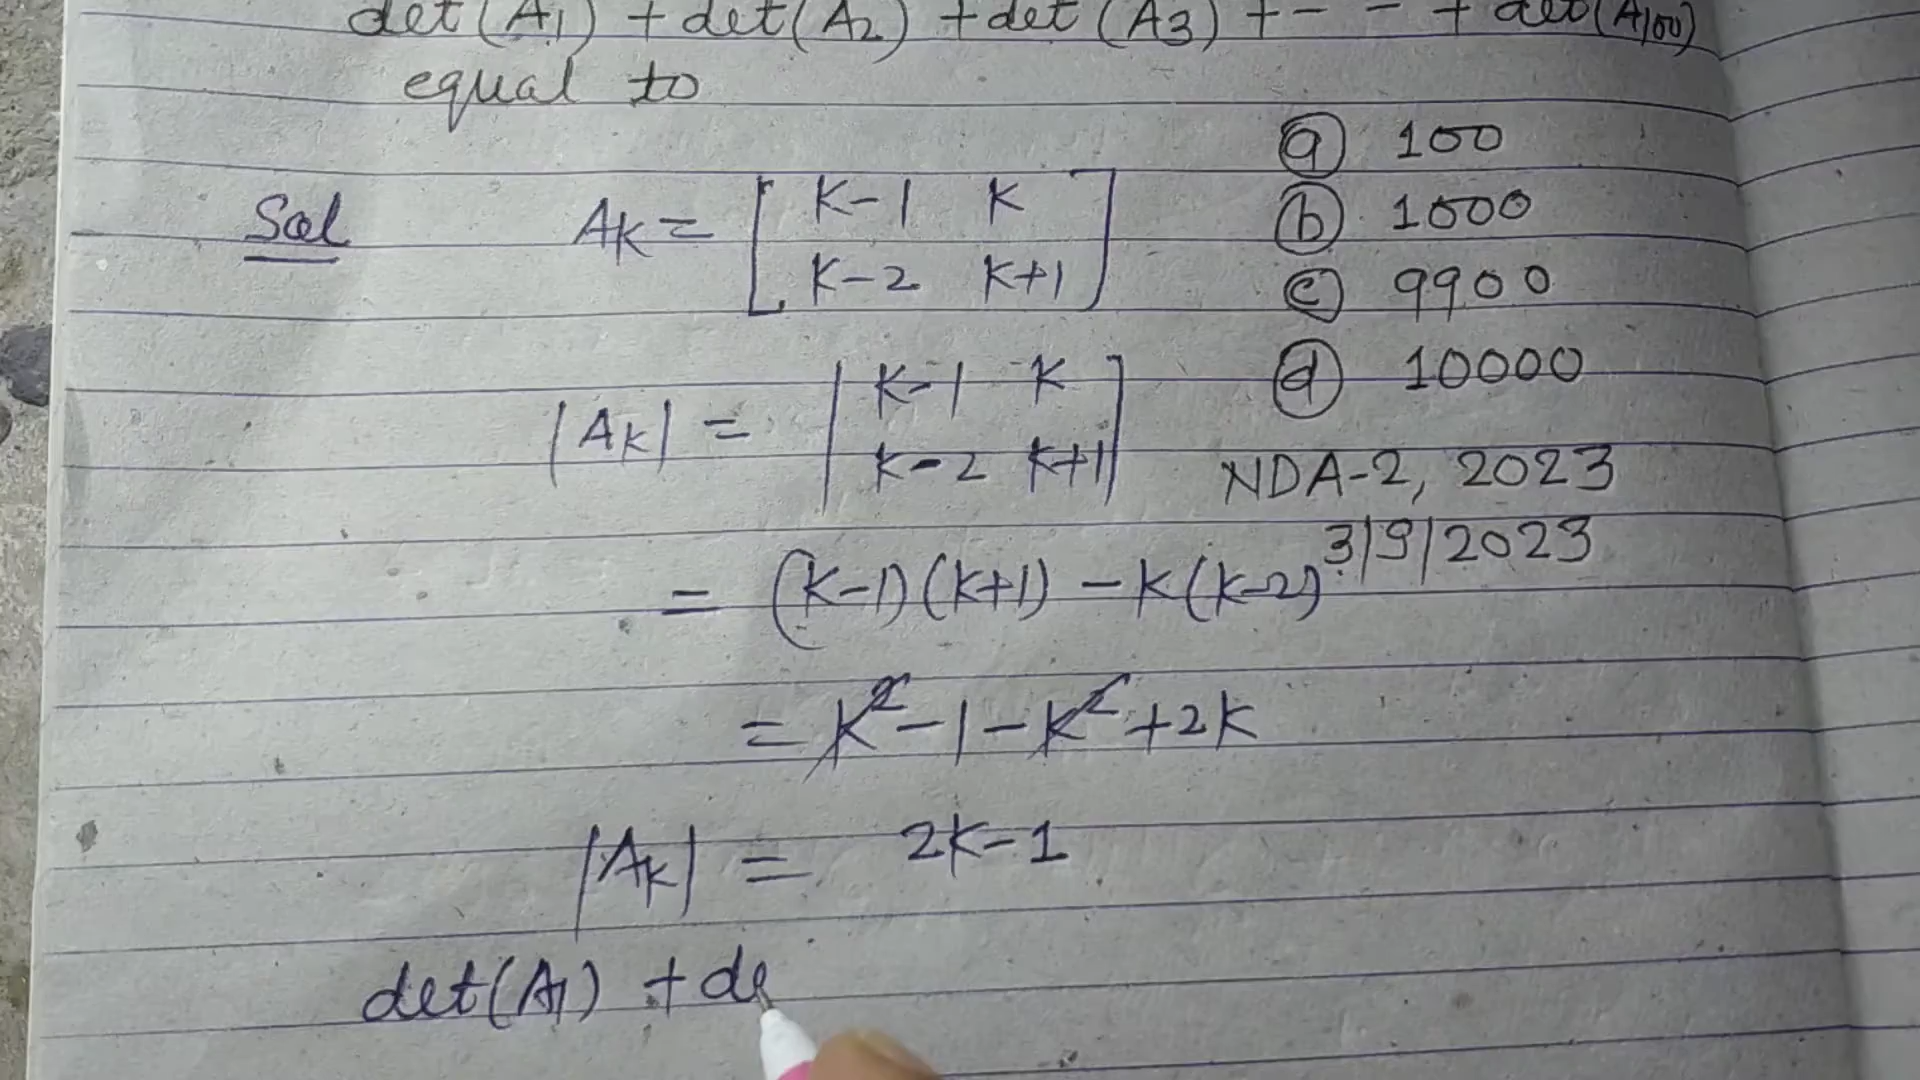 det(A1) + det(A2) + det(A3) + - - + det(A100)
equal to
(a) 100
Sol AK = [ K-1 K
(b) 1000
K-2 K+1 ]
(c) 9900
|AK| = | K-1 K
(d) 10000
K-2 K+1 |
NDA-2, 2023
3/9/2023
= (K-1)(K+1) - K(K-2)
= K² - 1 - K² + 2K
|AK| = 2K-1
det(A1) + de